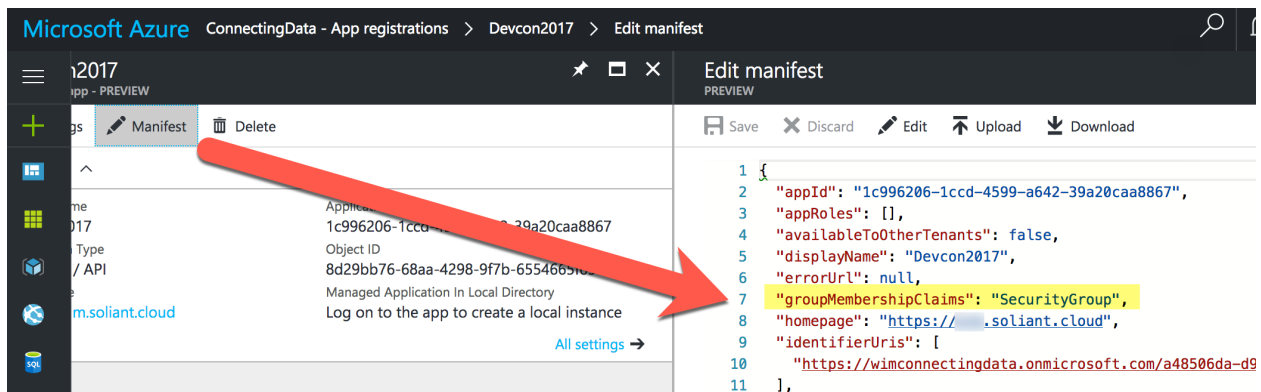 Microsoft Azure ConnectingData - App registrations > Devcon2017 > Edit manifest
n2017
app - PREVIEW
gs Manifest Delete
Edit manifest
PREVIEW
Save Discard Edit Upload Download
me
017
Type
/ API
m.soliant.cloud
1c996206-1ccd-4 39a20caa8867
Object ID
8d29bb76-68aa-4298-9f7b-6554665f
Managed Application In Local Directory
Log on to the app to create a local instance
All settings
SQL
1 {
2 "appId": "1c996206-1ccd-4599-a642-39a20caa8867",
3 "appRoles": [],
4 "availableToOtherTenants": false,
5 "displayName": "Devcon2017",
6 "errorUrl": null,
7 "groupMembershipClaims": "SecurityGroup",
8 "homepage": "https:// .soliant.cloud",
9 "identifierUris": [
10 "https://wimconnectingdata.onmicrosoft.com/a48506da-d9
11 ],